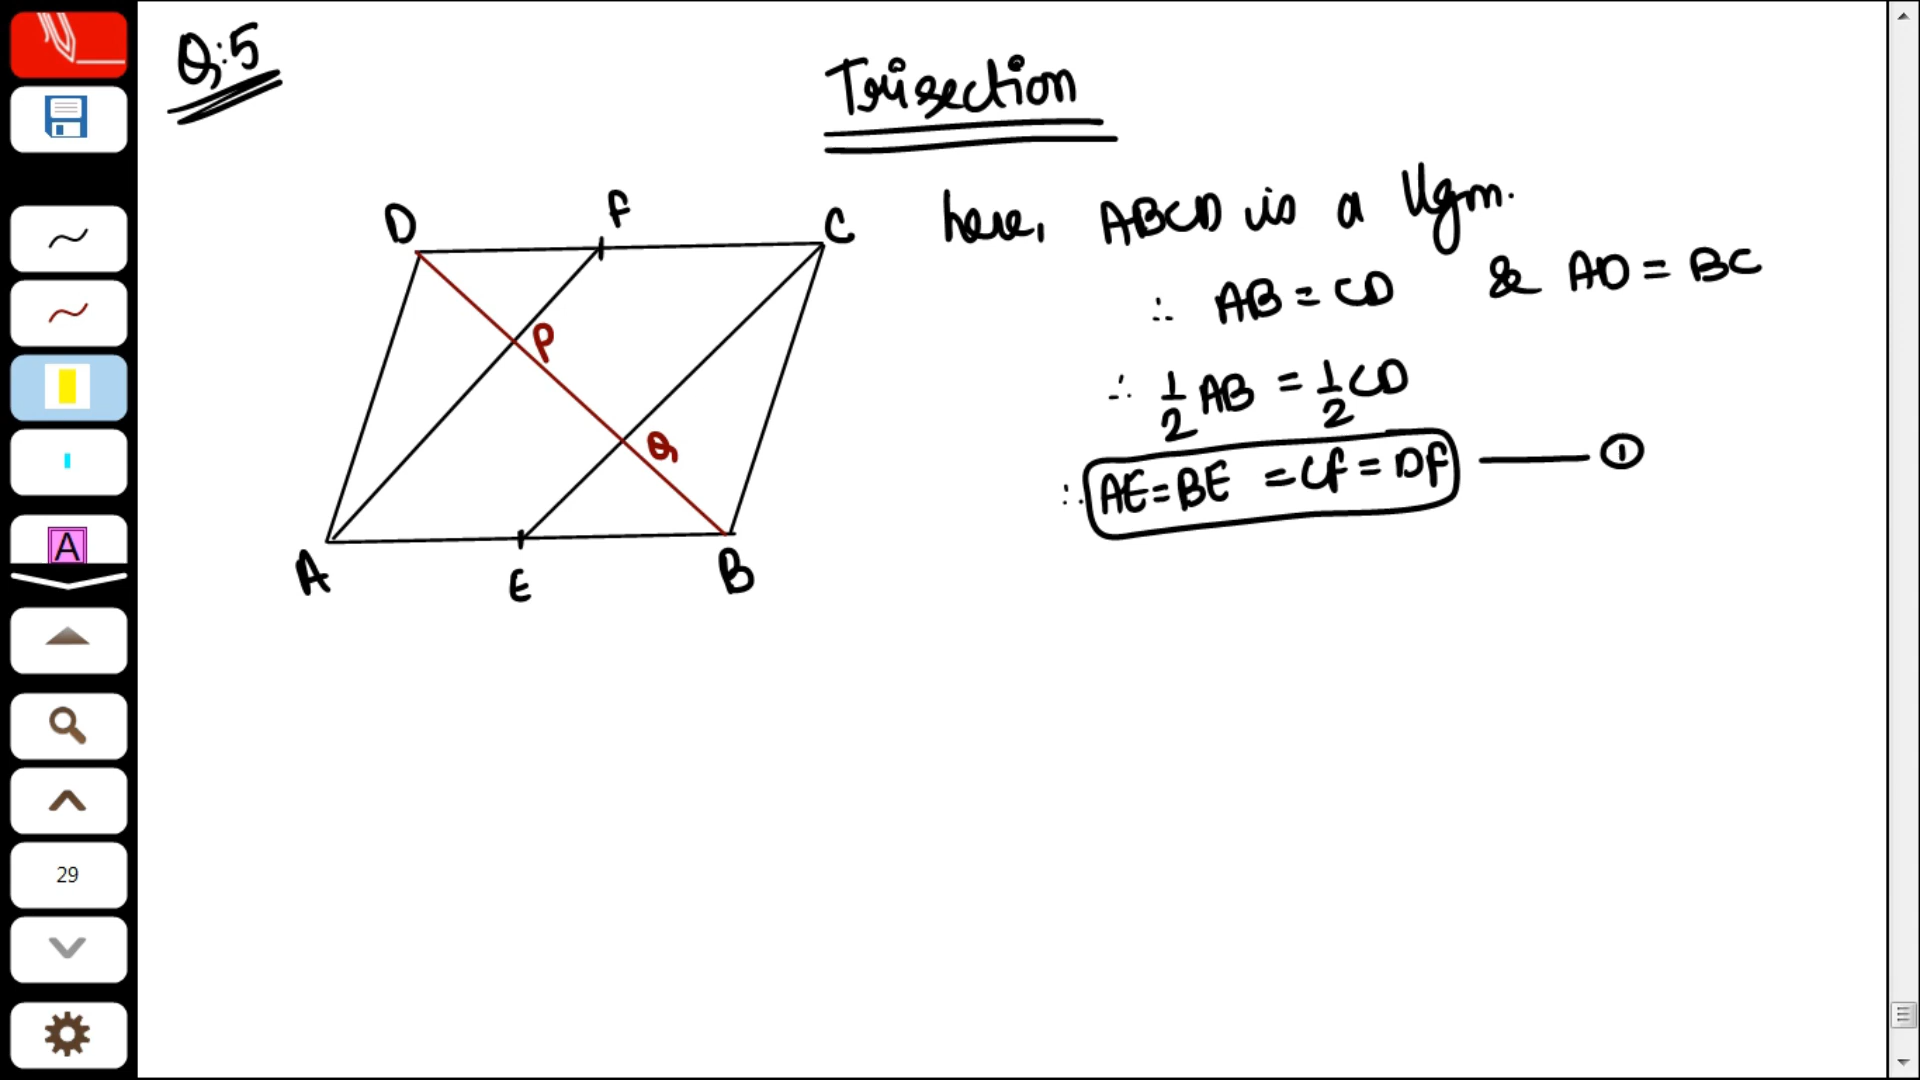 Q:5
Trisection
D F C
P
Q
A E B
here, ABCD is a ||gm.
∴ AB = CD & AD = BC
∴ 1/2 AB = 1/2 CD
∴ AE = BE = CF = DF —— ①
A
29